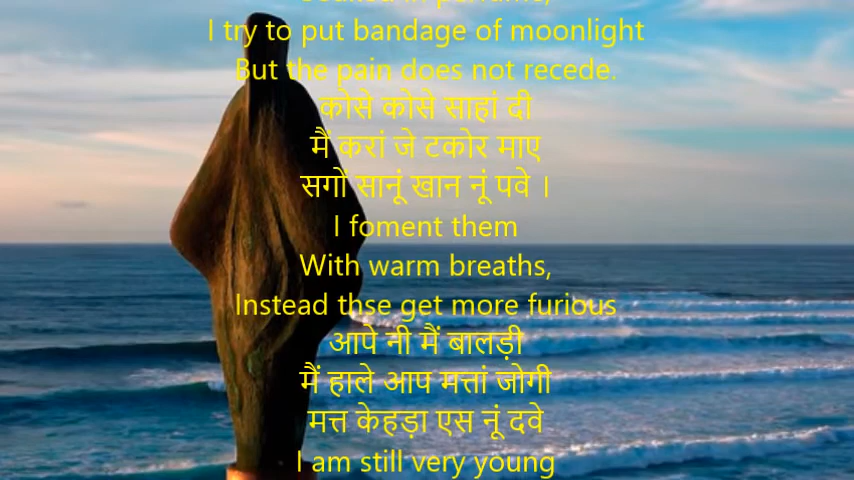 I try to put bandage of moonlight
But the pain does not recede.
कोसे कोसे साहां दी
मैं करां जे टकोर माए
सगों सानूं खान नूं पवे ।
I foment them
With warm breaths,
Instead thse get more furious
आपे नी मैं बालड़ी
मैं हाले आप मत्तां जोगी
मत्त केहड़ा एस नूं दवे
I am still very young